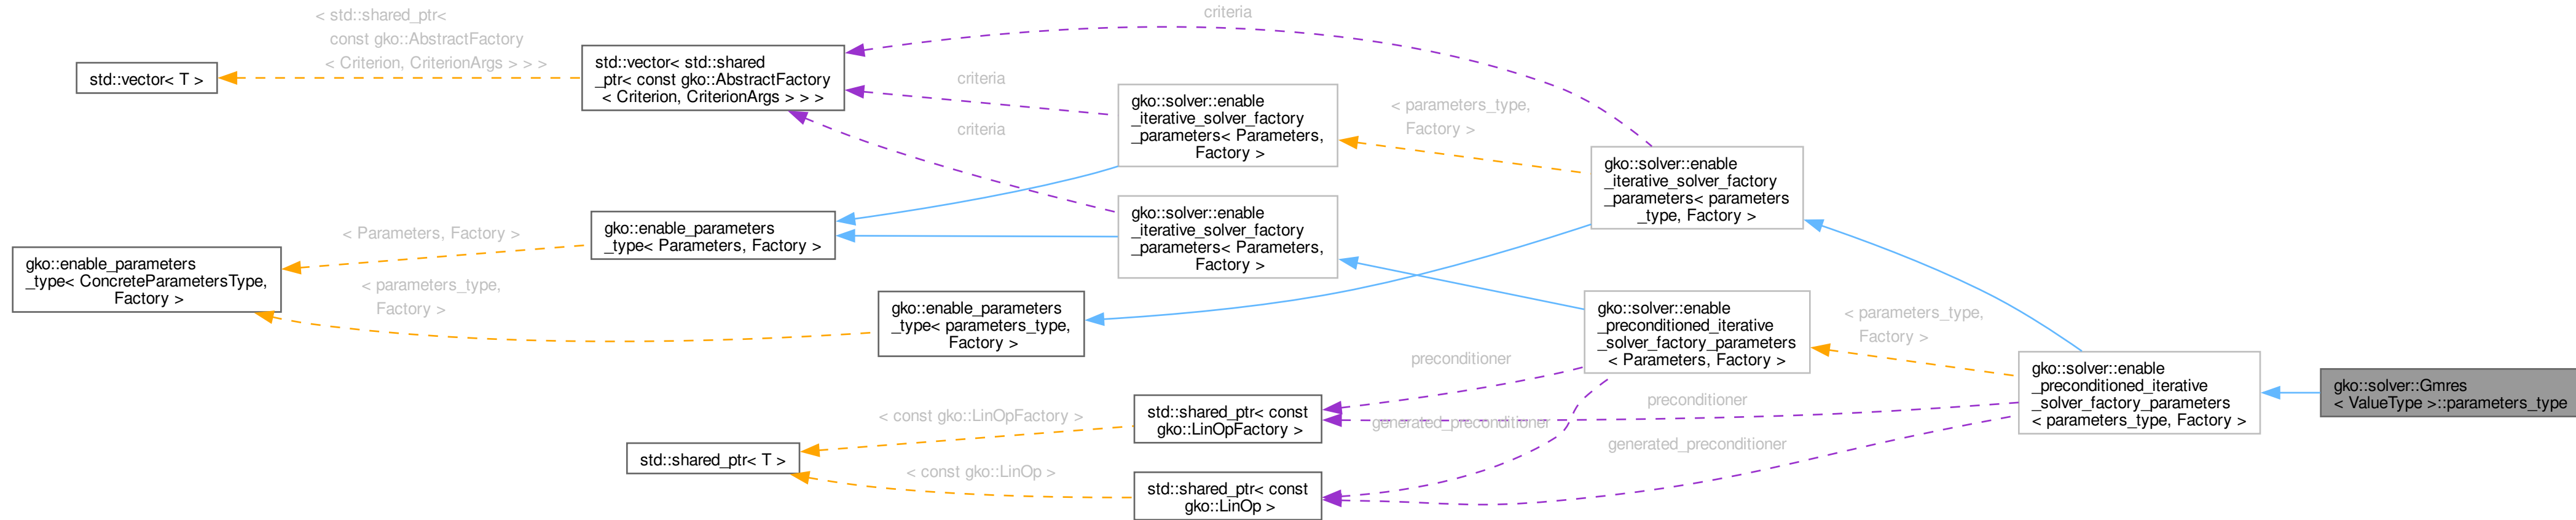 std::vector< T >
< std::shared_ptr<
const gko::AbstractFactory
< Criterion, CriterionArgs > > >
std::vector< std::shared
_ptr< const gko::AbstractFactory
< Criterion, CriterionArgs > > >
criteria
criteria
criteria
gko::solver::enable
_iterative_solver_factory
_parameters< Parameters,
Factory >
< parameters_type,
Factory >
gko::solver::enable
_iterative_solver_factory
_parameters< parameters
_type, Factory >
gko::enable_parameters
_type< ConcreteParametersType,
Factory >
< Parameters, Factory >
gko::enable_parameters
_type< Parameters, Factory >
gko::solver::enable
_iterative_solver_factory
_parameters< Parameters,
Factory >
< parameters_type,
Factory >
gko::enable_parameters
_type< parameters_type,
Factory >
gko::solver::enable
_preconditioned_iterative
_solver_factory_parameters
< Parameters, Factory >
< parameters_type,
Factory >
gko::solver::enable
_preconditioned_iterative
_solver_factory_parameters
< parameters_type, Factory >
gko::solver::Gmres
< ValueType >::parameters_type
preconditioner
preconditioner
generated_preconditioner
generated_preconditioner
std::shared_ptr< const
gko::LinOpFactory >
< const gko::LinOpFactory >
std::shared_ptr< T >
< const gko::LinOp >
std::shared_ptr< const
gko::LinOp >